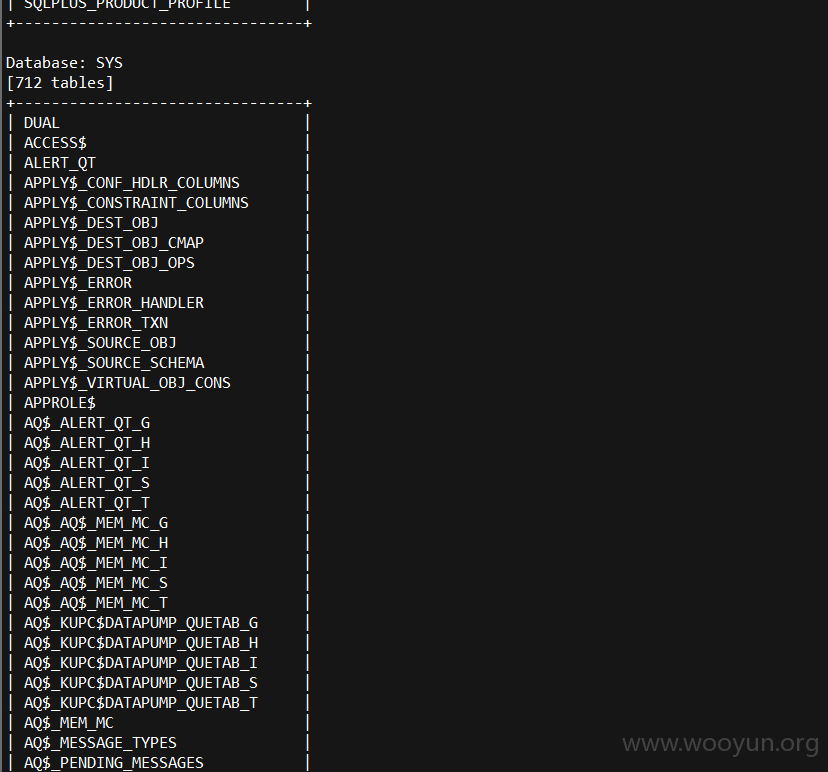 | SQLPLUS_PRODUCT_PROFILE |
+--------------------------------+
Database: SYS
[712 tables]
+--------------------------------+
| DUAL |
| ACCESS$ |
| ALERT_QT |
| APPLY$_CONF_HDLR_COLUMNS |
| APPLY$_CONSTRAINT_COLUMNS |
| APPLY$_DEST_OBJ |
| APPLY$_DEST_OBJ_CMAP |
| APPLY$_DEST_OBJ_OPS |
| APPLY$_ERROR |
| APPLY$_ERROR_HANDLER |
| APPLY$_ERROR_TXN |
| APPLY$_SOURCE_OBJ |
| APPLY$_SOURCE_SCHEMA |
| APPLY$_VIRTUAL_OBJ_CONS |
| APPROLE$ |
| AQ$_ALERT_QT_G |
| AQ$_ALERT_QT_H |
| AQ$_ALERT_QT_I |
| AQ$_ALERT_QT_S |
| AQ$_ALERT_QT_T |
| AQ$_AQ$_MEM_MC_G |
| AQ$_AQ$_MEM_MC_H |
| AQ$_AQ$_MEM_MC_I |
| AQ$_AQ$_MEM_MC_S |
| AQ$_AQ$_MEM_MC_T |
| AQ$_KUPC$DATAPUMP_QUETAB_G |
| AQ$_KUPC$DATAPUMP_QUETAB_H |
| AQ$_KUPC$DATAPUMP_QUETAB_I |
| AQ$_KUPC$DATAPUMP_QUETAB_S |
| AQ$_KUPC$DATAPUMP_QUETAB_T |
| AQ$_MEM_MC |
| AQ$_MESSAGE_TYPES |
| AQ$_PENDING_MESSAGES |
www.wooyun.org